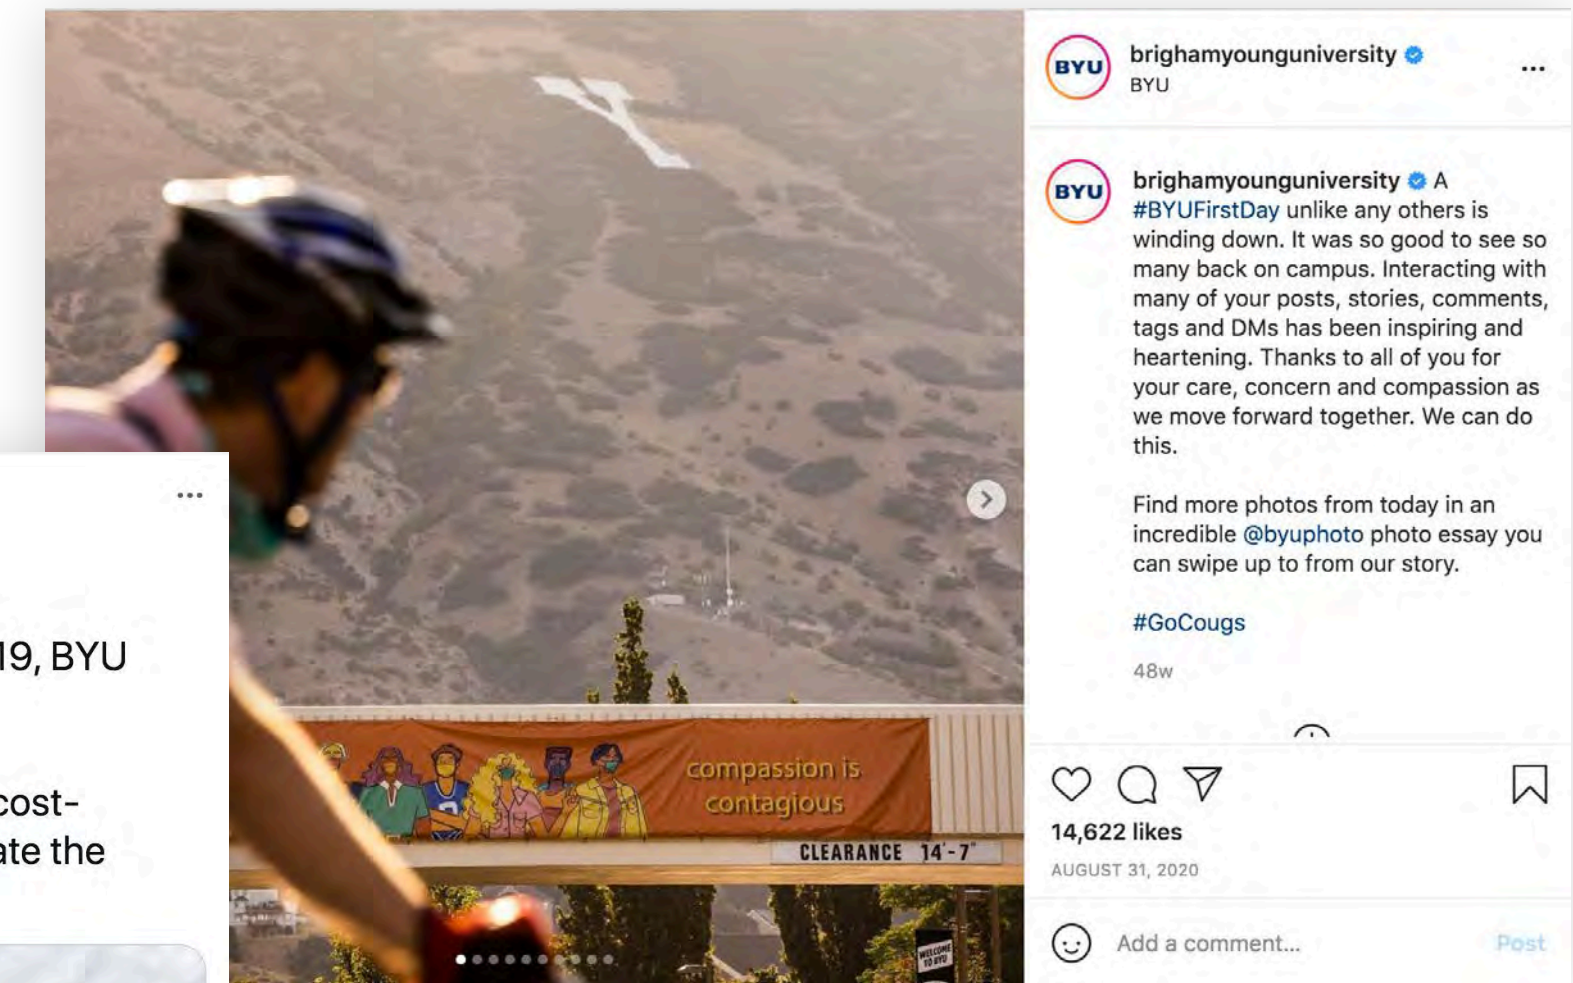 BYU
brighamyounguniversity
BYU
BYU
brighamyounguniversity A
#BYUFirstDay unlike any others is
winding down. It was so good to see so
many back on campus. Interacting with
many of your posts, stories, comments,
tags and DMs has been inspiring and
heartening. Thanks to all of you for
your care, concern and compassion as
we move forward together. We can do
this.
Find more photos from today in an
incredible @byuphoto photo essay you
can swipe up to from our story.
#GoCougs
48w
14,622 likes
AUGUST 31, 2020
Add a comment...
Post
Y
compassion is
contagious
CLEARANCE 14'-7"
WELCOME
TO BYU
19, BYU
cost-
ate the